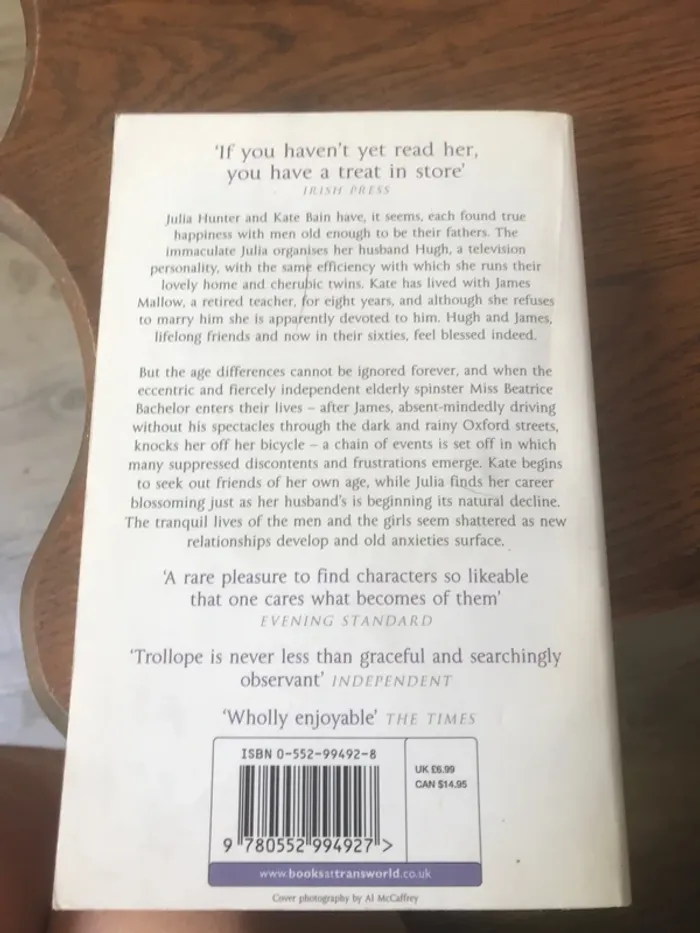 'If you haven't yet read her,
you have a treat in store'
IRISH PRESS
Julia Hunter and Kate Bain have, it seems, each found true
happiness with men old enough to be their fathers. The
immaculate Julia organises her husband Hugh, a television
personality, with the same efficiency with which she runs their
lovely home and cherubic twins. Kate has lived with James
Mallow, a retired teacher, for eight years, and although she refuses
to marry him she is apparently devoted to him. Hugh and James,
lifelong friends and now in their sixties, feel blessed indeed.
But the age differences cannot be ignored forever, and when the
eccentric and fiercely independent elderly spinster Miss Beatrice
Bachelor enters their lives – after James, absent-mindedly driving
without his spectacles through the dark and rainy Oxford streets,
knocks her off her bicycle – a chain of events is set off in which
many suppressed discontents and frustrations emerge. Kate begins
to seek out friends of her own age, while Julia finds her career
blossoming just as her husband's is beginning its natural decline.
The tranquil lives of the men and the girls seem shattered as new
relationships develop and old anxieties surface.
'A rare pleasure to find characters so likeable
that one cares what becomes of them'
EVENING STANDARD
'Trollope is never less than graceful and searchingly
observant' INDEPENDENT
'Wholly enjoyable' THE TIMES
ISBN 0-552-99492-8
UK £6.99
CAN $14.95
9 780552 994927 >
www.booksattransworld.co.uk
Cover photography by Al McCaffrey